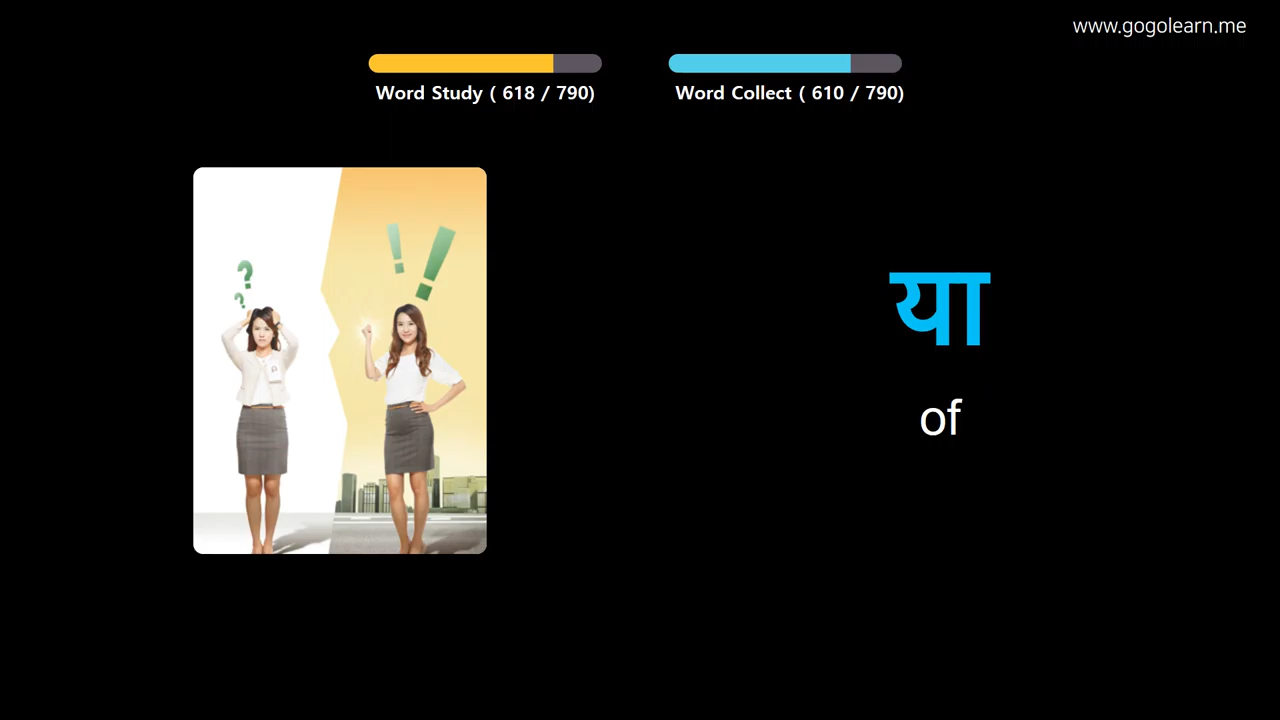 www.gogolearn.me
Word Study ( 618 / 790)
Word Collect ( 610 / 790)
? ?
! !
या
of